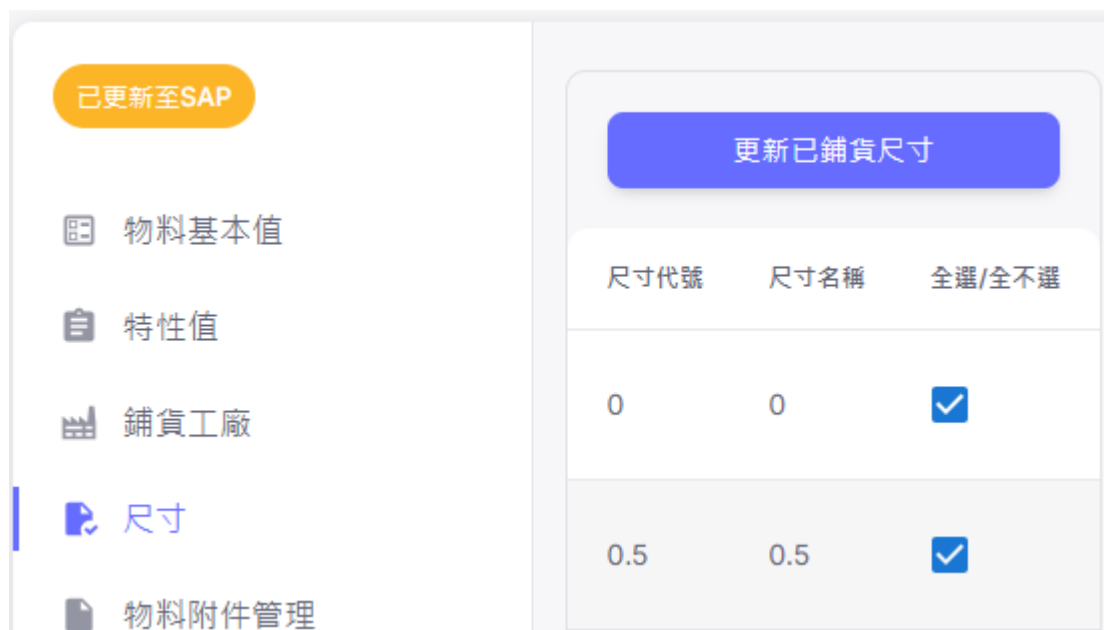 已更新至SAP
物料基本值
特性值
鋪貨工廠
尺寸
物料附件管理
更新已鋪貨尺寸
尺寸代號 尺寸名稱 全選/全不選
0 0
0.5 0.5